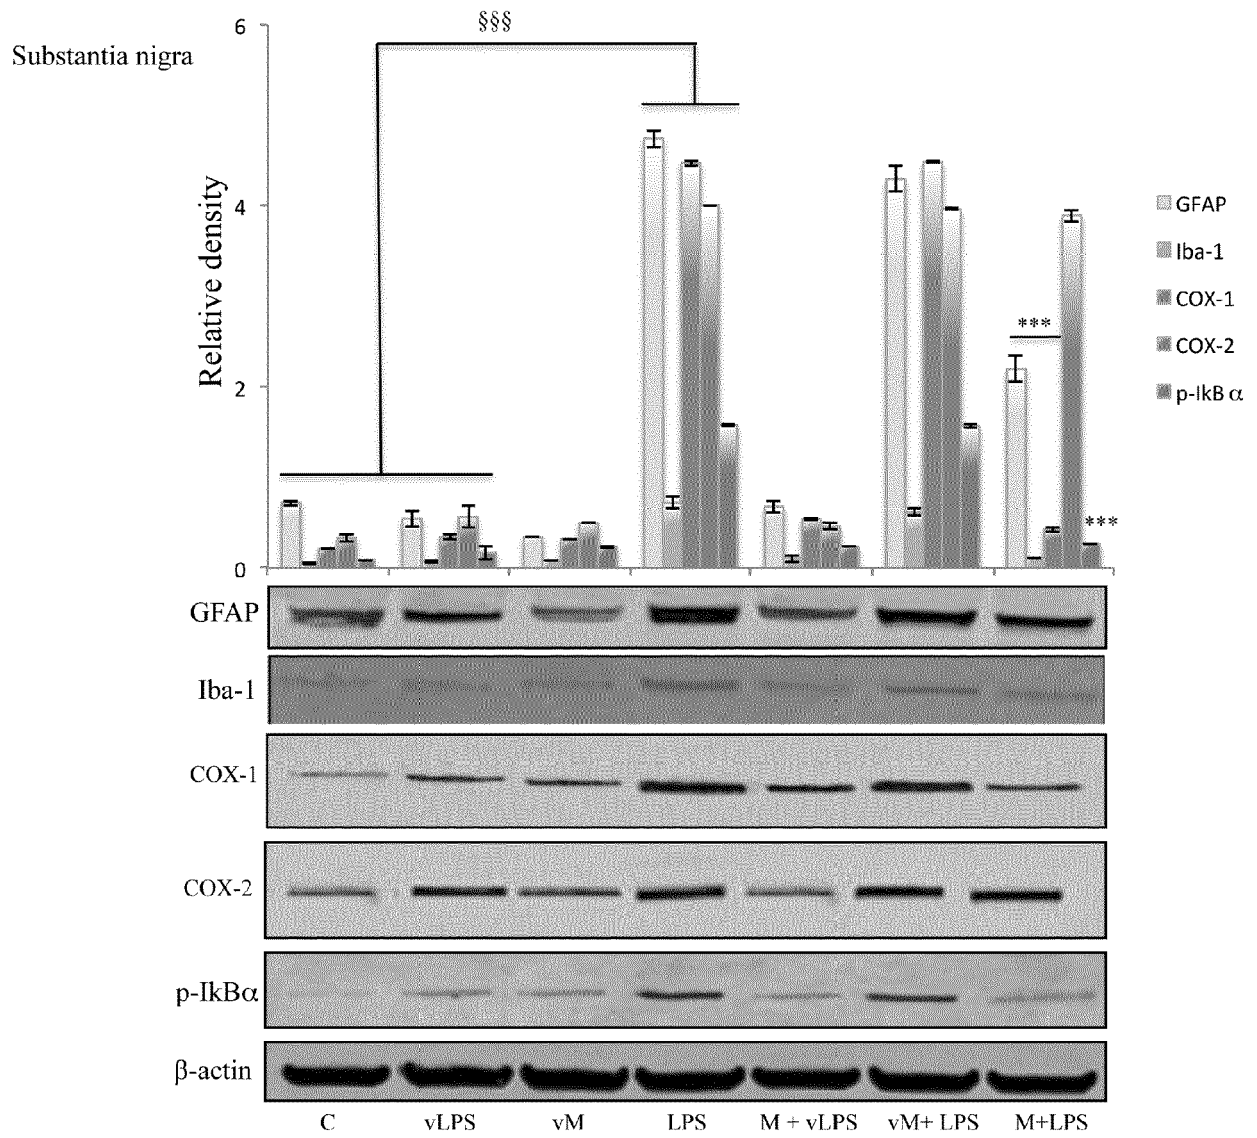 §§§
Substantia nigra
Relative density
6
4
2
0
***
***
GFAP
Iba-1
COX-1
COX-2
p-IkB α
GFAP
Iba-1
COX-1
COX-2
p-IkBα
β-actin
C vLPS vM LPS M + vLPS vM+ LPS M+LPS